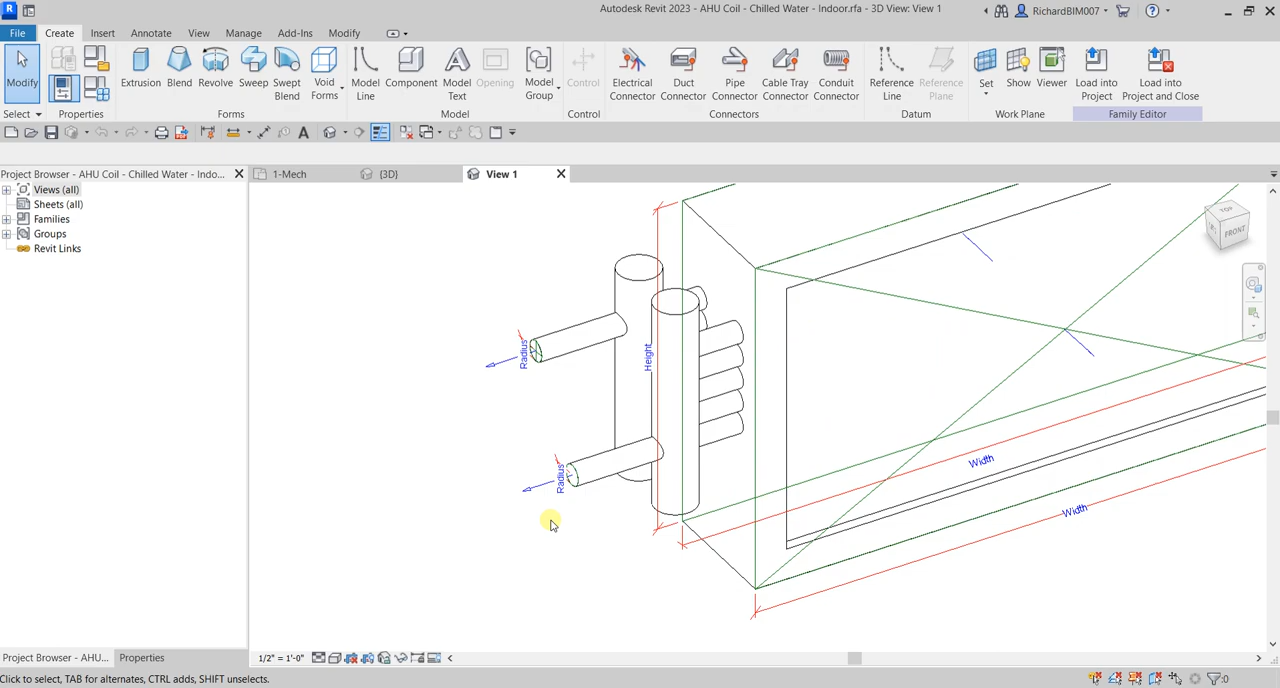 Autodesk Revit 2023 - AHU Coil - Chilled Water - Indoor.rfa - 3D View: View 1
RichardBIM007
File Create Insert Annotate View Manage Add-Ins Modify
Modify
Extrusion Blend Revolve Sweep Swept Blend Void Forms
Model Line Component Model Text Opening Model Group
Control
Electrical Connector Duct Connector Pipe Connector Cable Tray Connector Conduit Connector
Reference Line Reference Plane
Set Show Viewer
Load into Project Load into Project and Close
Select Properties Forms Model Control Connectors Datum Work Plane Family Editor
Project Browser - AHU Coil - Chilled Water - Indoo...
1-Mech {3D} View 1
Views (all)
Sheets (all)
Families
Groups
Revit Links
TOP
FRONT
Radius
Height
Radius
Width
Width
Project Browser - AHU... Properties
1/2" = 1'-0"
Click to select, TAB for alternates, CTRL adds, SHIFT unselects.
:0